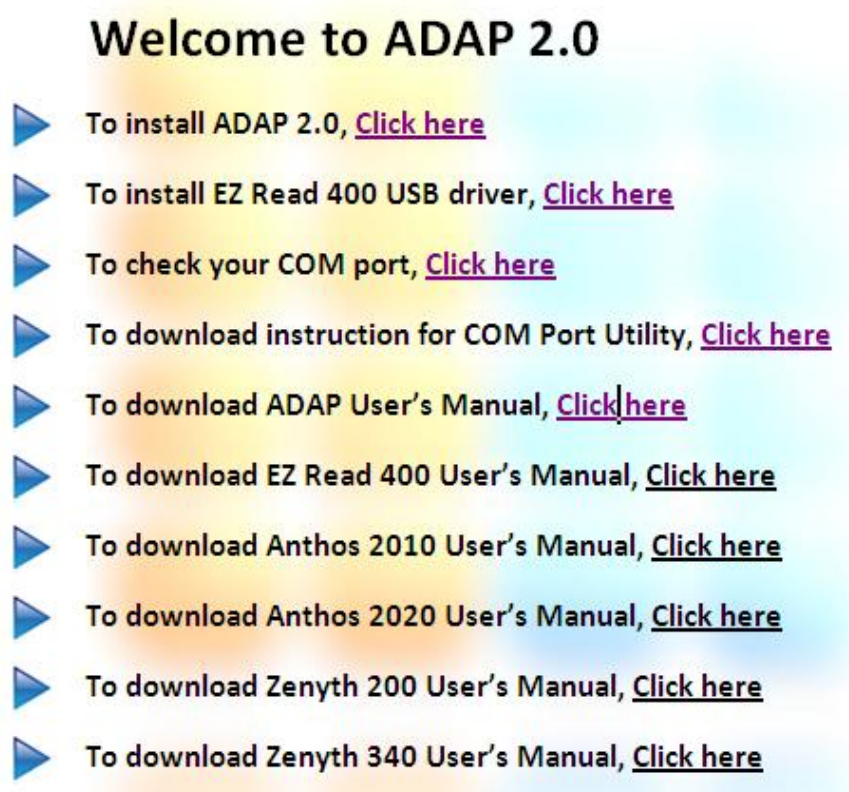 Welcome to ADAP 2.0
To install ADAP 2.0, Click here
To install EZ Read 400 USB driver, Click here
To check your COM port, Click here
To download instruction for COM Port Utility, Click here
To download ADAP User’s Manual, Click here
To download EZ Read 400 User’s Manual, Click here
To download Anthos 2010 User’s Manual, Click here
To download Anthos 2020 User’s Manual, Click here
To download Zenyth 200 User’s Manual, Click here
To download Zenyth 340 User’s Manual, Click here